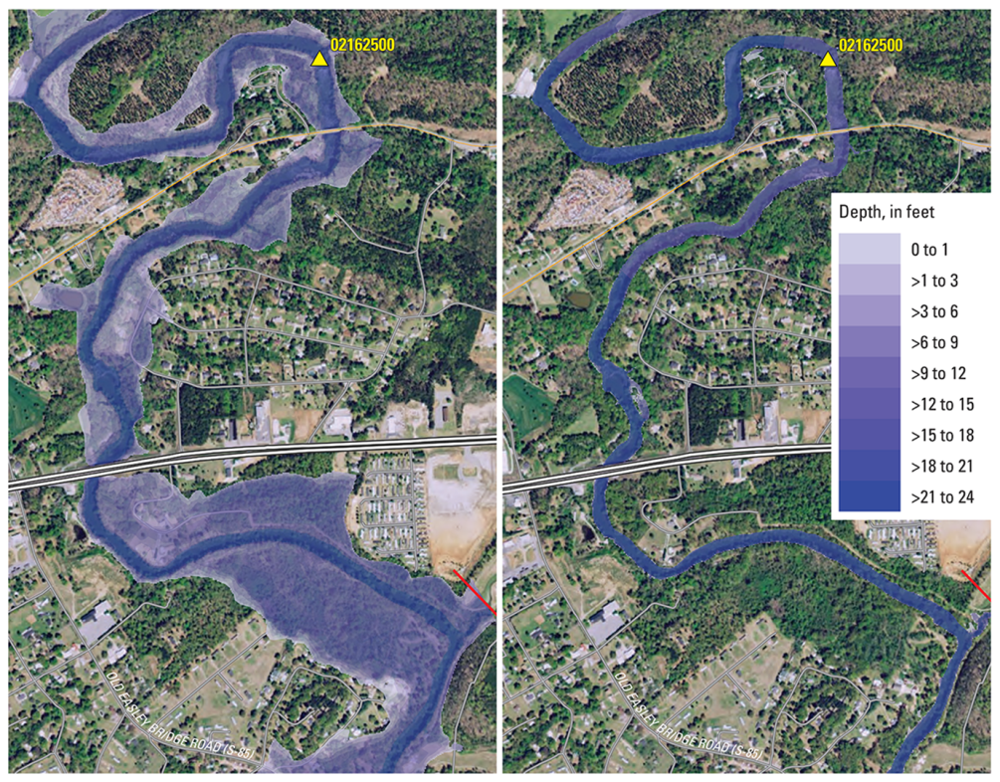 02162500
02162500
Depth, in feet
0 to 1
>1 to 3
>3 to 6
>6 to 9
>9 to 12
>12 to 15
>15 to 18
>18 to 21
>21 to 24
OLD EASLEY BRIDGE ROAD (S-85)
OLD EASLEY BRIDGE ROAD (S-85)